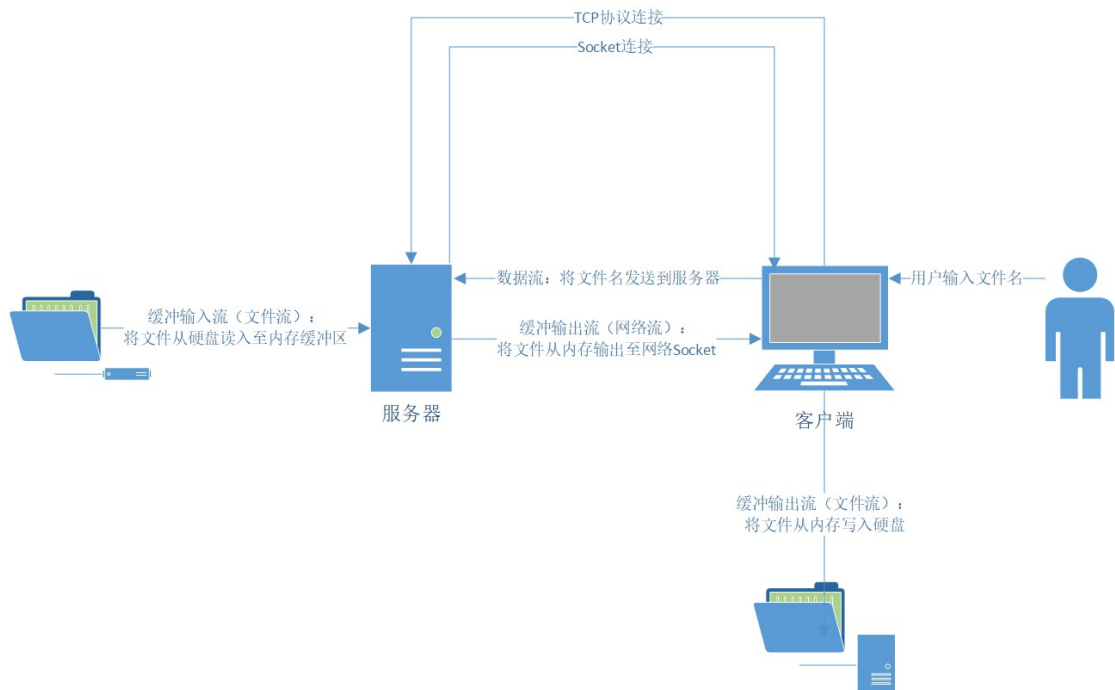 TCP协议连接
Socket连接
数据流：将文件名发送到服务器
用户输入文件名
缓冲输入流（文件流）：
将文件从硬盘读入至内存缓冲区
缓冲输出流（网络流）：
将文件从内存输出至网络Socket
服务器
客户端
缓冲输出流（文件流）：
将文件从内存写入硬盘